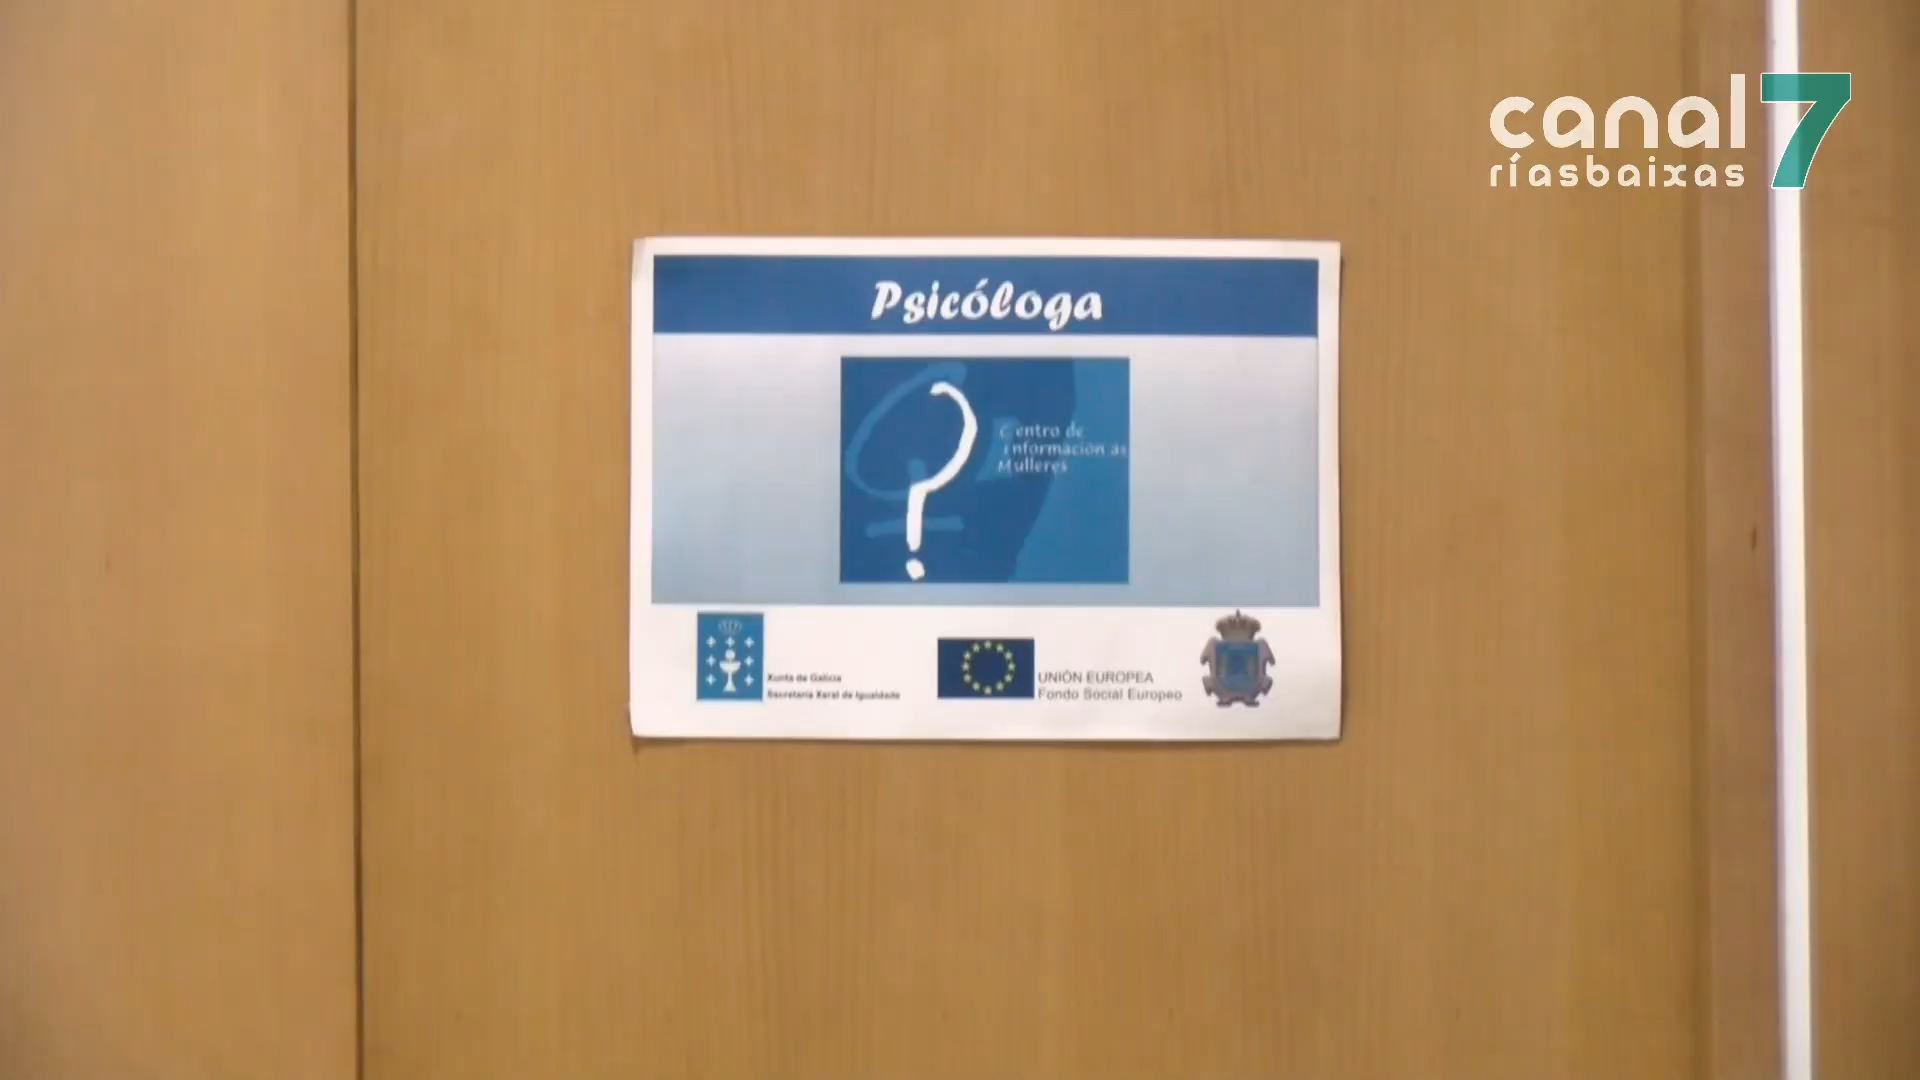 canal 7
ríasbaixas
Psicóloga
Centro de
información ás
Mulleres
Xunta de Galicia
Secretaría Xeral de Igualdade
UNIÓN EUROPEA
Fondo Social Europeo